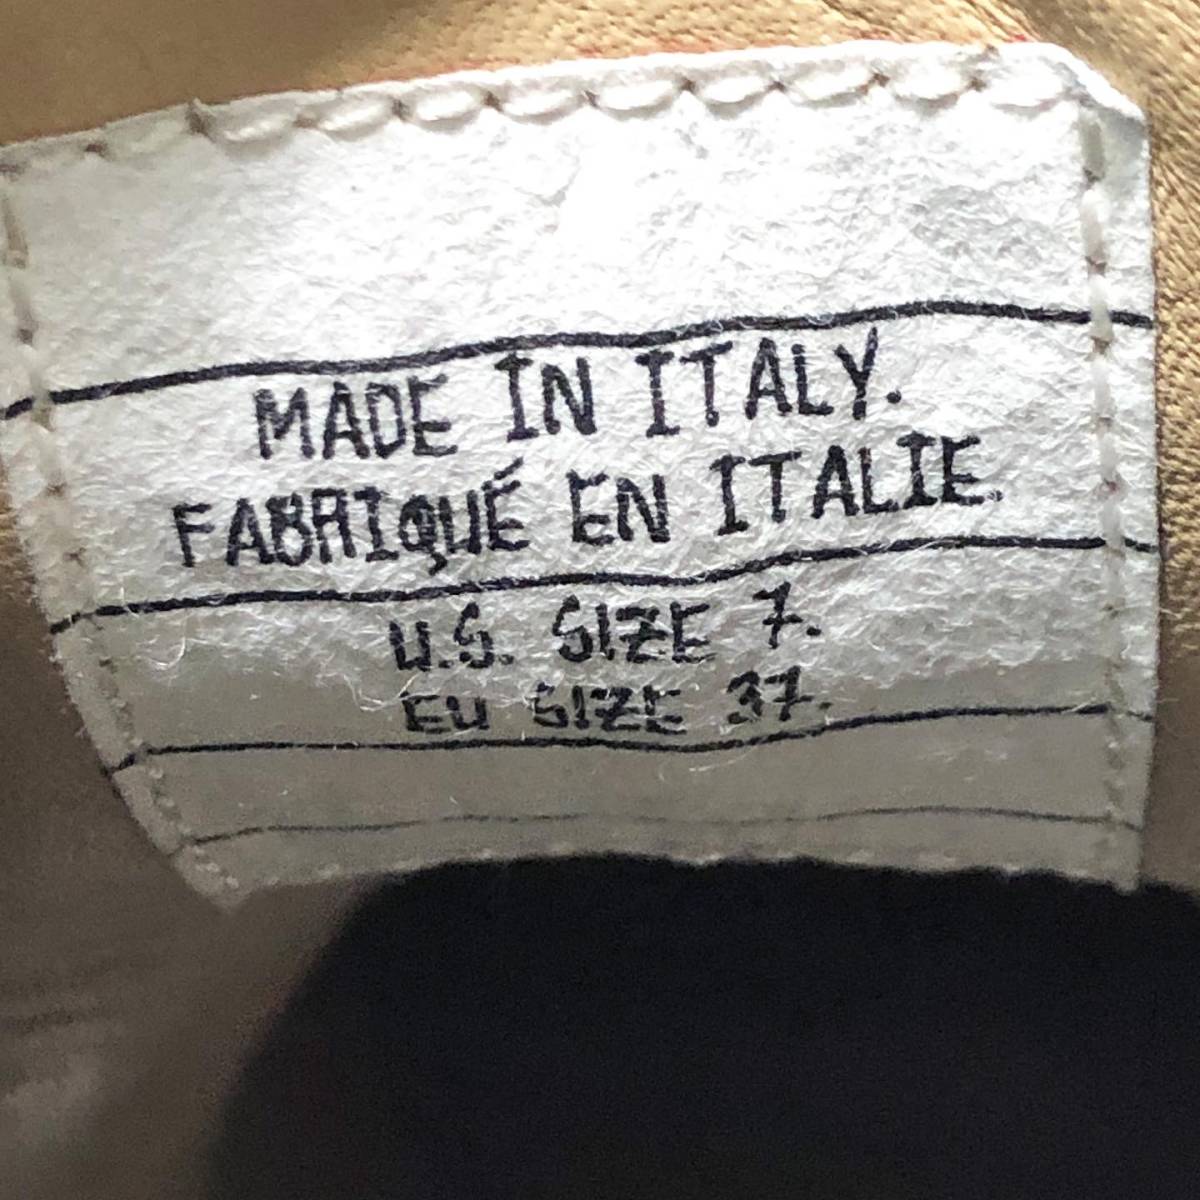 MADE IN ITALY.
FABRIQUÉ EN ITALIE.
U.S. SIZE 7.
EU SIZE 37.